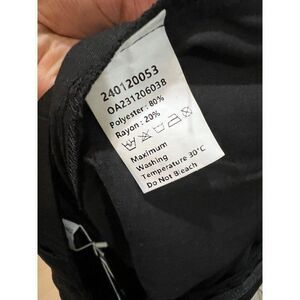 240120053
OA231206038
Polyester : 80%
Rayon : 20%
Maximum
Washing
Temperature 30°C
Do Not Bleach